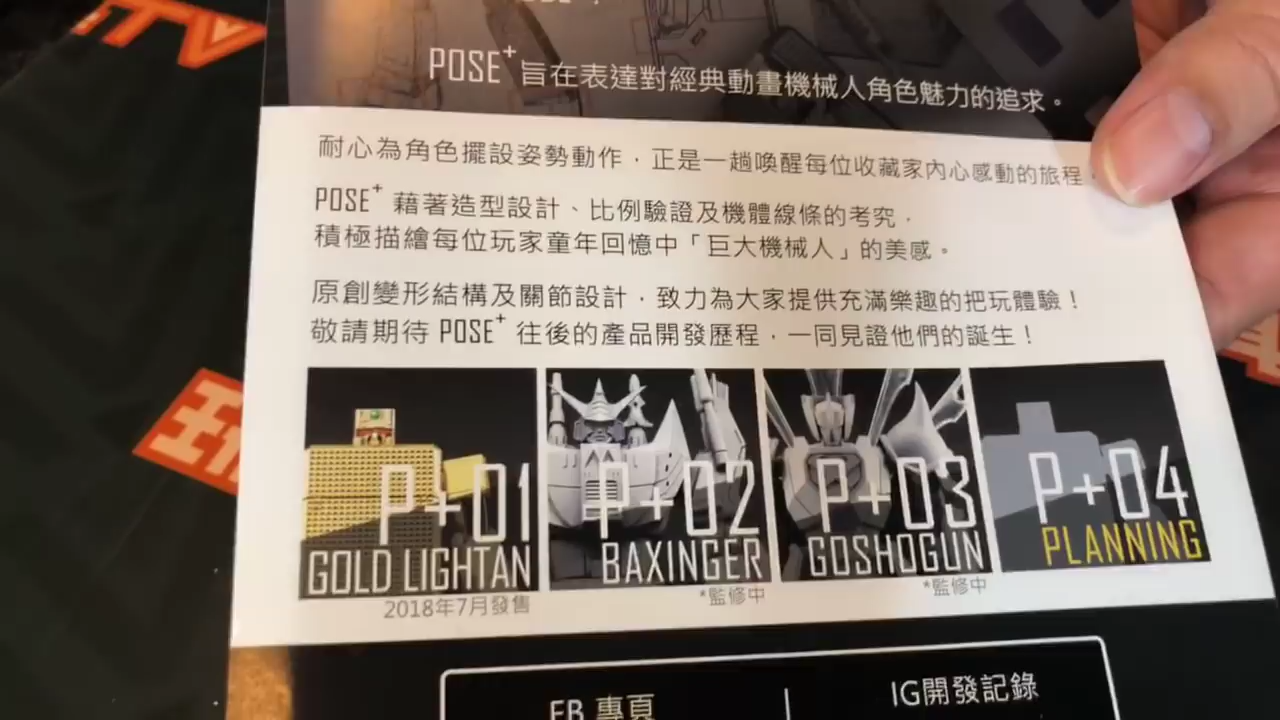 TV
POSE+ 旨在表達對經典動畫機械人角色魅力的追求。
耐心為角色擺設姿勢動作，正是一趟喚醒每位收藏家內心感動的旅程
POSE+ 藉著造型設計、比例驗證及機體線條的考究，
積極描繪每位玩家童年回憶中「巨大機械人」的美感。
原創變形結構及關節設計，致力為大家提供充滿樂趣的把玩體驗！
敬請期待 POSE+ 往後的產品開發歷程，一同見證他們的誕生！
P+01
GOLD LIGHTAN
2018年7月發售
P+02
BAXINGER
*監修中
P+03
GOSHOGUN
*監修中
P+04
PLANNING
FB 專頁
IG開發記錄